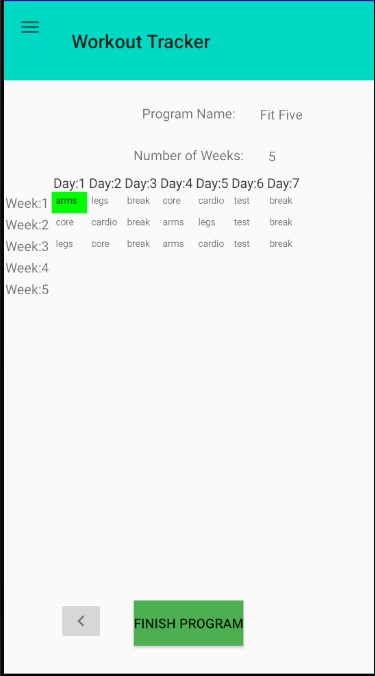 Workout Tracker
Program Name: Fit Five
Number of Weeks: 5
Day:1 Day:2 Day:3 Day:4 Day:5 Day:6 Day:7
Week:1 arms legs break core cardio test break
Week:2 core cardio break arms legs test break
Week:3 legs core break arms cardio test break
Week:4
Week:5
FINISH PROGRAM